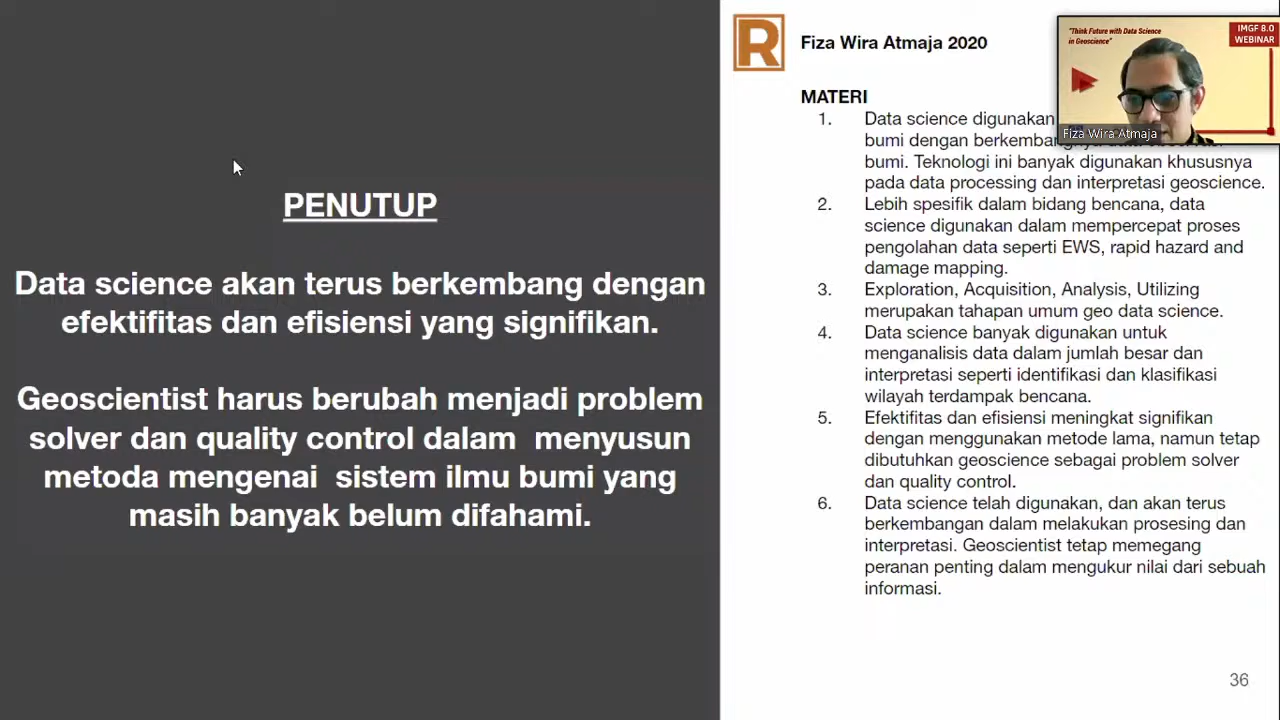 PENUTUP
Data science akan terus berkembang dengan
efektifitas dan efisiensi yang signifikan.
Geoscientist harus berubah menjadi problem
solver dan quality control dalam menyusun
metoda mengenai sistem ilmu bumi yang
masih banyak belum difahami.
R
Fiza Wira Atmaja 2020
MATERI
1. Data science digunakan
bumi dengan berkembangnya data observasi
bumi. Teknologi ini banyak digunakan khususnya
pada data processing dan interpretasi geoscience.
2. Lebih spesifik dalam bidang bencana, data
science digunakan dalam mempercepat proses
pengolahan data seperti EWS, rapid hazard and
damage mapping.
3. Exploration, Acquisition, Analysis, Utilizing
merupakan tahapan umum geo data science.
4. Data science banyak digunakan untuk
menganalisis data dalam jumlah besar dan
interpretasi seperti identifikasi dan klasifikasi
wilayah terdampak bencana.
5. Efektifitas dan efisiensi meningkat signifikan
dengan menggunakan metode lama, namun tetap
dibutuhkan geoscience sebagai problem solver
dan quality control.
6. Data science telah digunakan, dan akan terus
berkembangan dalam melakukan prosesing dan
interpretasi. Geoscientist tetap memegang
peranan penting dalam mengukur nilai dari sebuah
informasi.
36
"Think Future with Data Science
in Geoscience"
IMGF 8.0
WEBINAR
Fiza Wira Atmaja